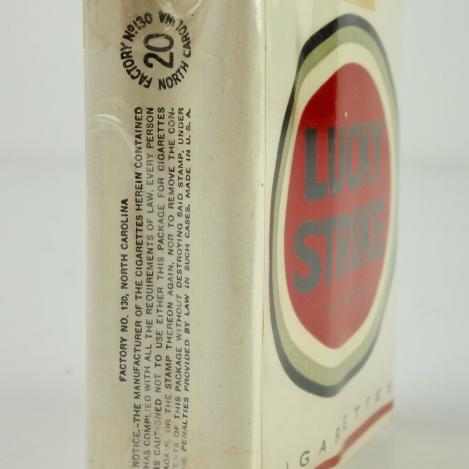 FACTORY No 130
20
NORTH CAROLINA
FACTORY NO. 130, NORTH CAROLINA
NOTICE.-THE MANUFACTURER OF THE CIGARETTES HEREIN CONTAINED
HAS COMPLIED WITH ALL THE REQUIREMENTS OF LAW. EVERY PERSON
IS CAUTIONED NOT TO USE EITHER THIS PACKAGE FOR CIGARETTES
AGAIN, OR THE STAMP THEREON AGAIN, NOR TO REMOVE THE CON-
TENTS OF THIS PACKAGE WITHOUT DESTROYING SAID STAMP, UNDER
THE PENALTIES PROVIDED BY LAW IN SUCH CASES. MADE IN U.S.A.
LUCKY
STRIKE
IGARETTES